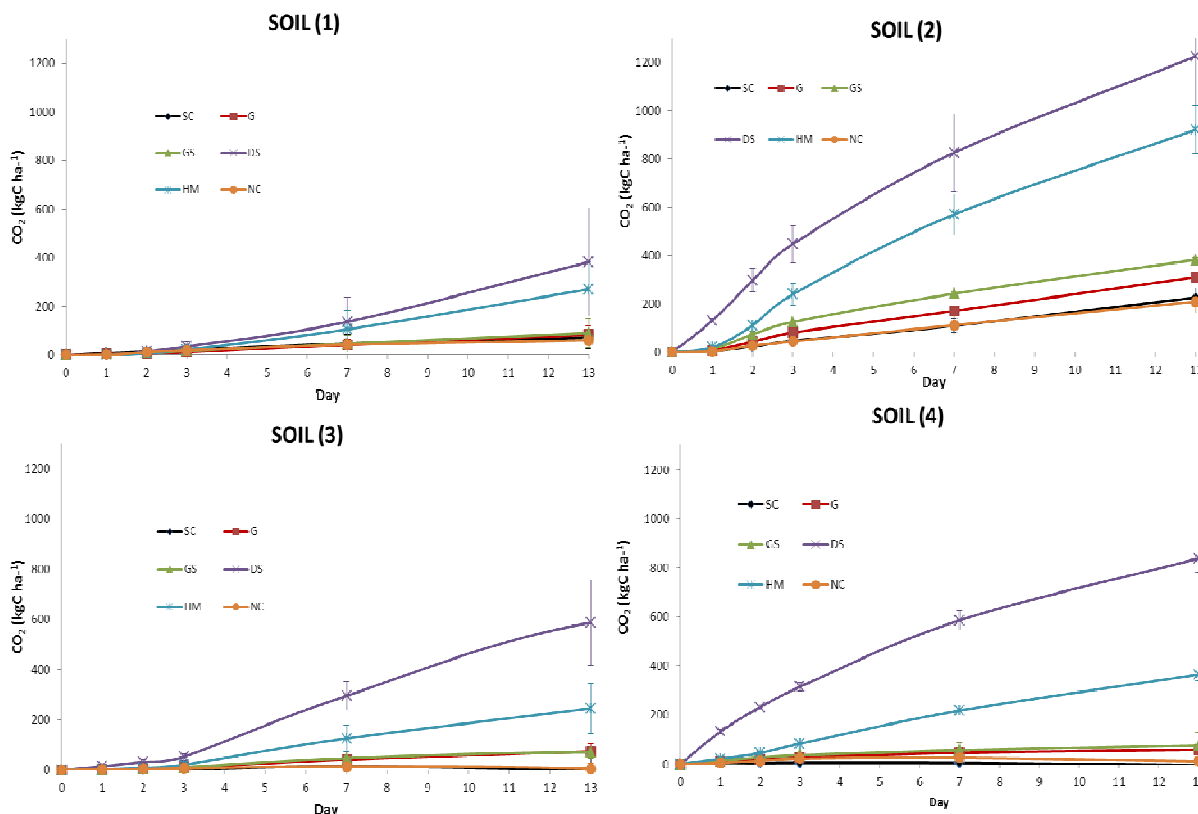 SOIL (1)
1200
1000
800
600
400
200
0
CO₂ (kgC ha-¹)
SC G
GS DS
HM NC
0 1 2 3 4 5 6 7 8 9 10 11 12 13
Day
SOIL (2)
1200
1000
800
600
400
200
0
CO₂ (kgC ha-¹)
SC G GS
DS HM NC
0 1 2 3 4 5 6 7 8 9 10 11 12 13
Day
SOIL (3)
1200
1000
800
600
400
200
0
CO₂ (kgC ha-¹)
SC G
GS DS
HM NC
0 1 2 3 4 5 6 7 8 9 10 11 12 13
Day
SOIL (4)
1200
1000
800
600
400
200
0
CO₂ (kgC ha-¹)
SC G
GS DS
HM NC
0 1 2 3 4 5 6 7 8 9 10 11 12
Day